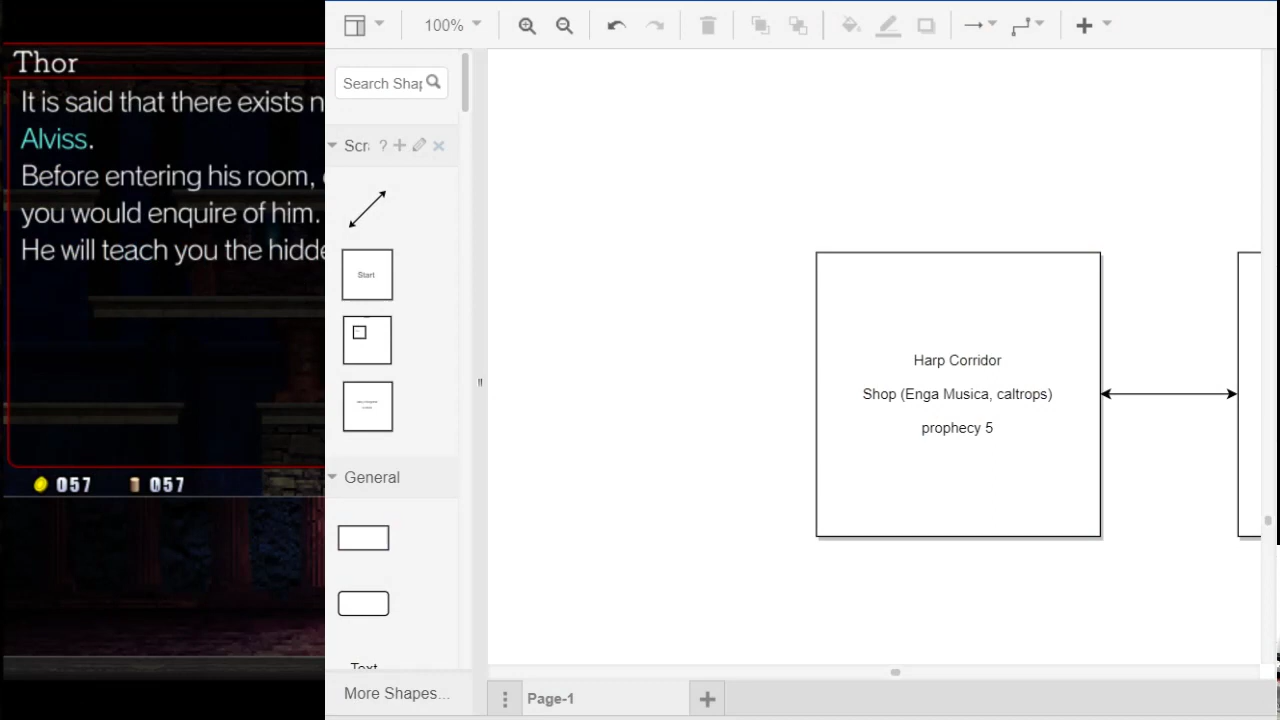 Thor
It is said that there exists n
Alviss.
Before entering his room,
you would enquire of him.
He will teach you the hidde
057
057
100%
Search Shap
Scr
?
Start
General
Text
More Shapes...
Harp Corridor
Shop (Enga Musica, caltrops)
prophecy 5
Page-1